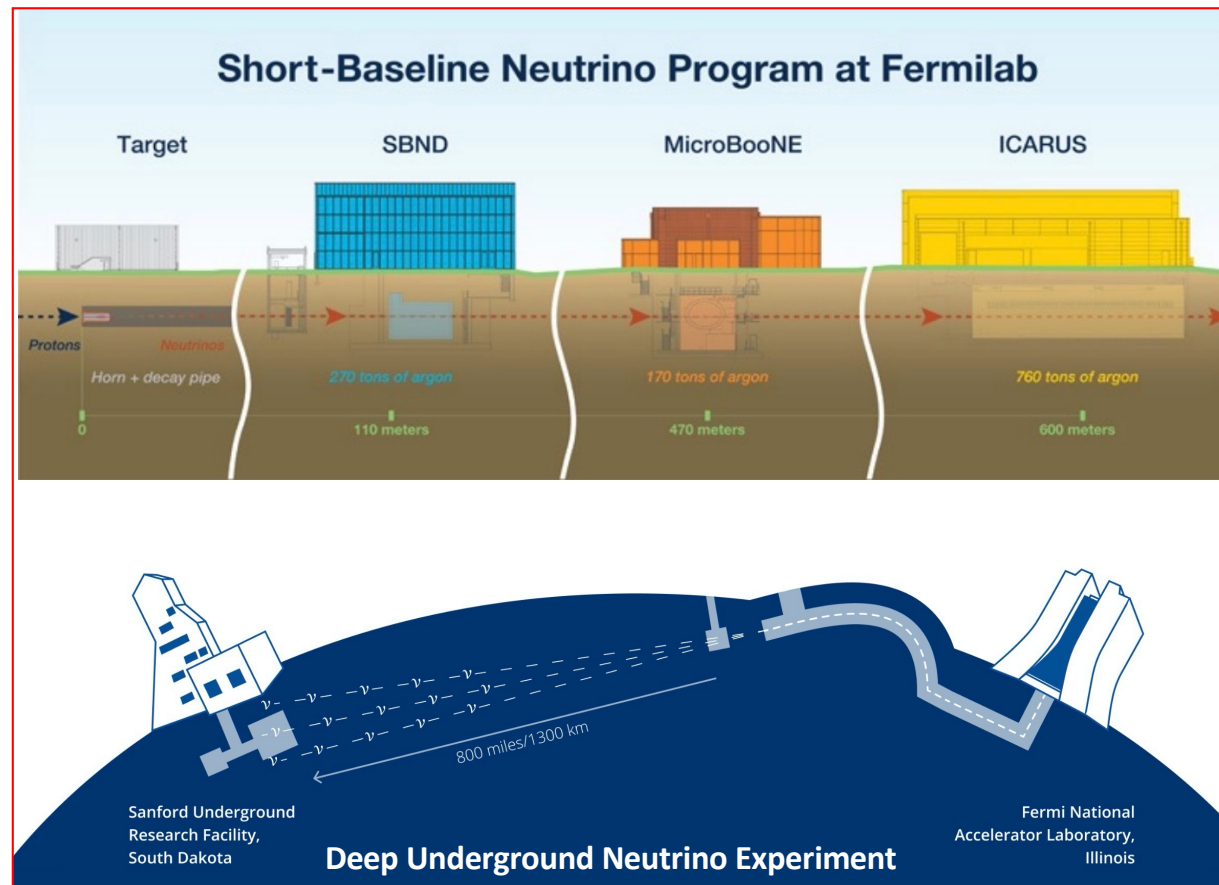 Short-Baseline Neutrino Program at Fermilab
Target
SBND
MicroBooNE
ICARUS
Protons
Neutrinos
Horn + decay pipe
270 tons of argon
170 tons of argon
760 tons of argon
0
110 meters
470 meters
600 meters
ν ν ν ν ν
ν ν ν ν ν
ν ν ν ν ν
800 miles/1300 km
Sanford Underground
Research Facility,
South Dakota
Fermi National
Accelerator Laboratory,
Illinois
Deep Underground Neutrino Experiment